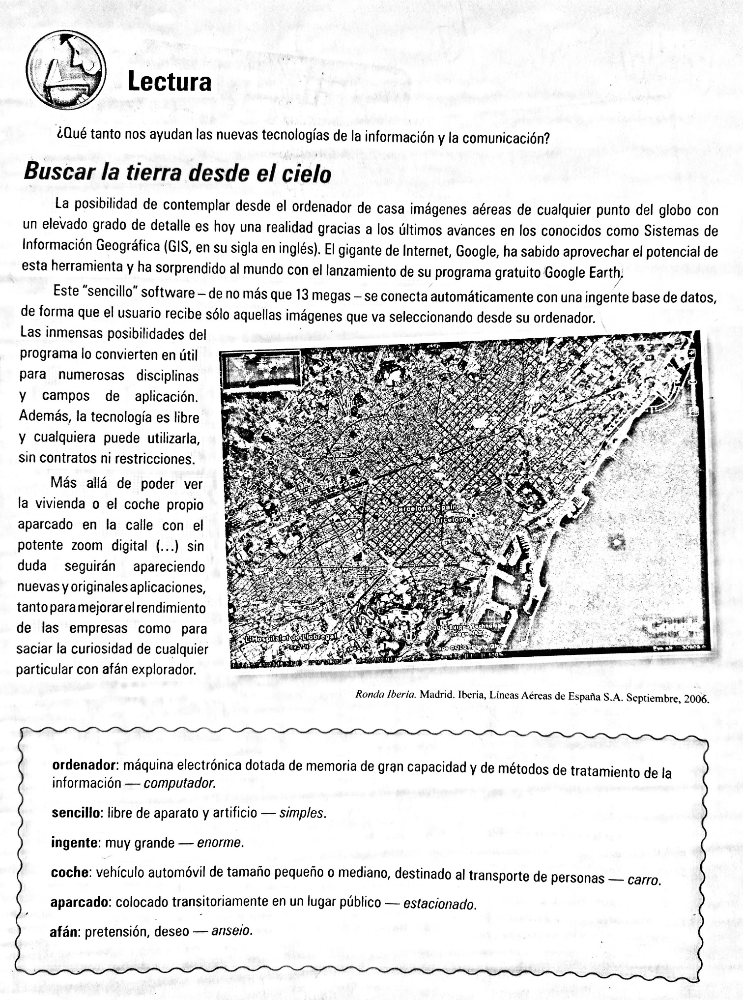 Lectura
¿Qué tanto nos ayudan las nuevas tecnologías de la información y la comunicación?
Buscar la tierra desde el cielo
La posibilidad de contemplar desde el ordenador de casa imágenes aéreas de cualquier punto del globo con
un elevado grado de detalle es hoy una realidad gracias a los últimos avances en los conocidos como Sistemas de
Información Geográfica (GIS, en su sigla en inglés). El gigante de Internet, Google, ha sabido aprovechar el potencial de
esta herramienta y ha sorprendido al mundo con el lanzamiento de su programa gratuito Google Earth.
Este "sencillo" software – de no más que 13 megas – se conecta automáticamente con una ingente base de datos,
de forma que el usuario recibe sólo aquellas imágenes que va seleccionando desde su ordenador.
Las inmensas posibilidades del
programa lo convierten en útil
para numerosas disciplinas
y campos de aplicación.
Además, la tecnología es libre
y cualquiera puede utilizarla,
sin contratos ni restricciones.
Más allá de poder ver
la vivienda o el coche propio
aparcado en la calle con el
potente zoom digital (...) sin
duda seguirán apareciendo
nuevas y originales aplicaciones,
tanto para mejorar el rendimiento
de las empresas como para
saciar la curiosidad de cualquier
particular con afán explorador.
Barcelona, Spain
Barcelona
L'Hospitalet de Llobregat
Ronda Iberia. Madrid. Iberia, Líneas Aéreas de España S.A. Septiembre, 2006.
ordenador: máquina electrónica dotada de memoria de gran capacidad y de métodos de tratamiento de la
información — computador.
sencillo: libre de aparato y artificio — simples.
ingente: muy grande — enorme.
coche: vehículo automóvil de tamaño pequeño o mediano, destinado al transporte de personas — carro.
aparcado: colocado transitoriamente en un lugar público — estacionado.
afán: pretensión, deseo — anseio.